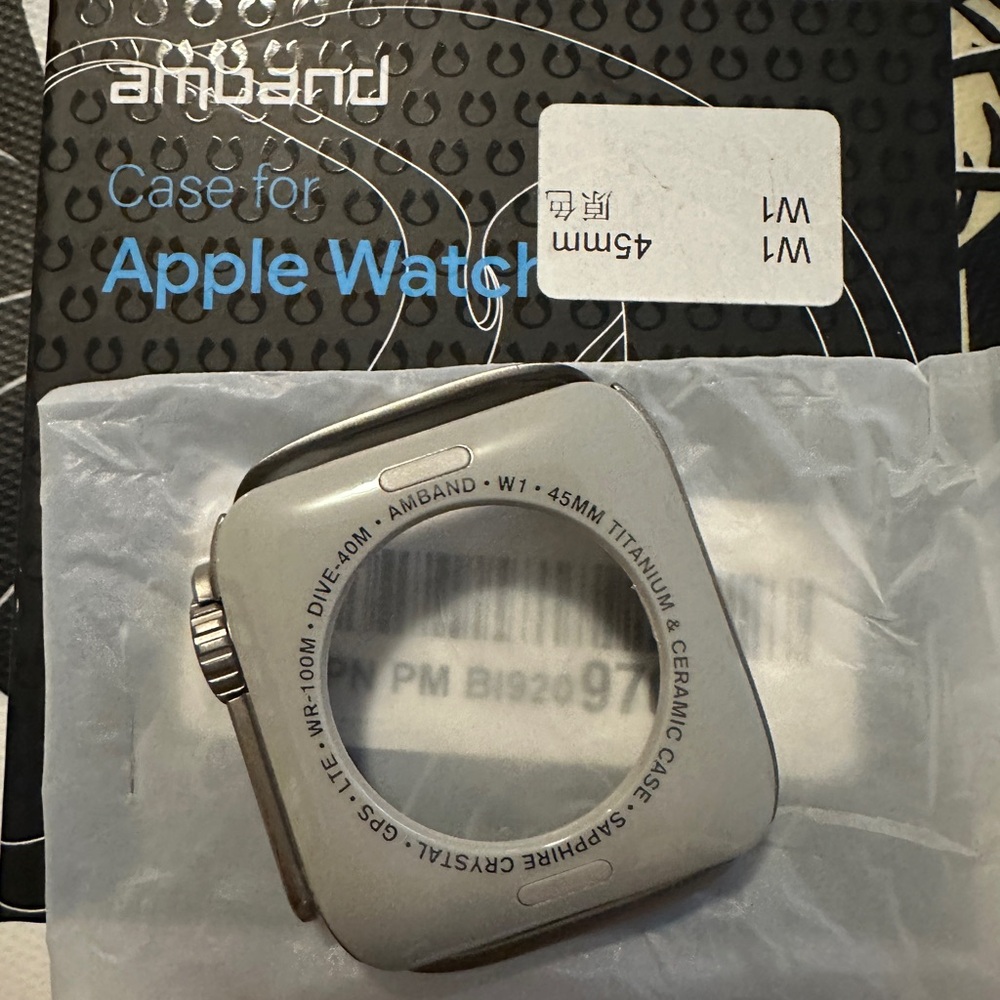 amband
Case for
Apple Watch
W1
W1
45mm
原色
AMBAND • W1 • 45MM TITANIUM & CERAMIC CASE • SAPPHIRE CRYSTAL • GPS • LTE • WR-100M • DIVE-40M •
PN PM BI920970